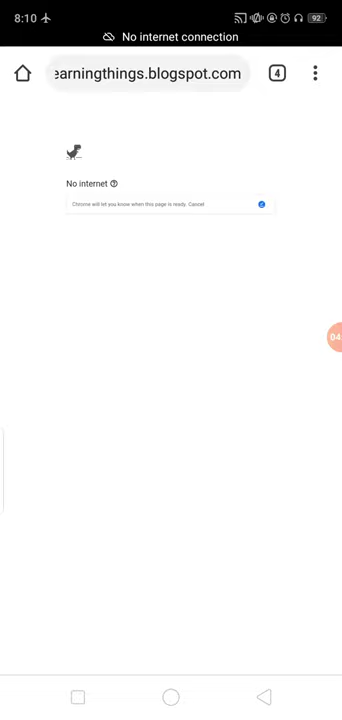 8:10
92
No internet connection
earningthings.blogspot.com
4
No internet
Chrome will let you know when this page is ready. Cancel
04